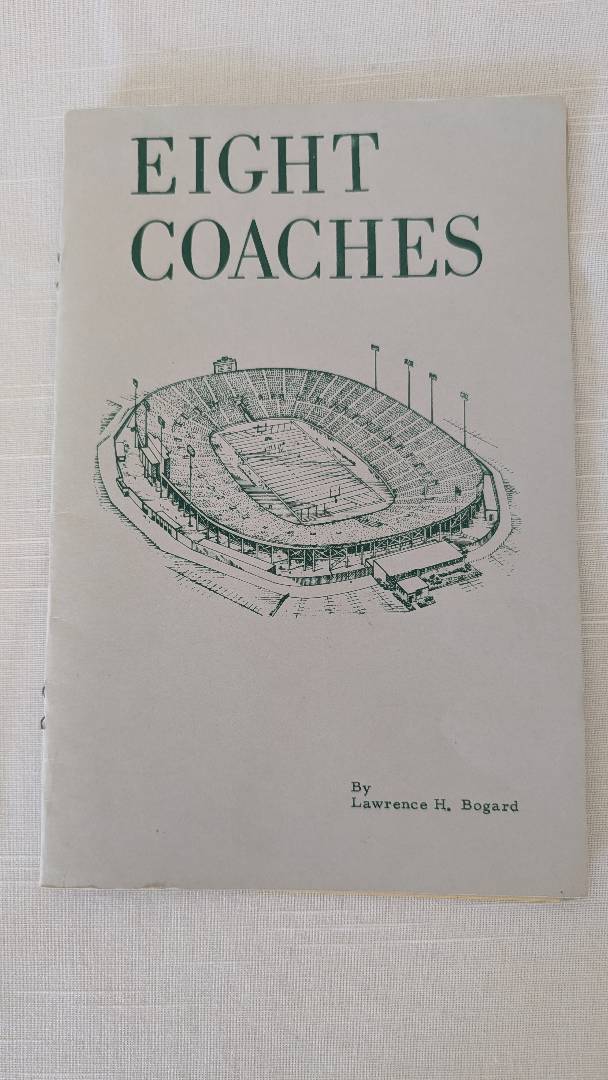 EIGHT
COACHES
By
Lawrence H. Bogard